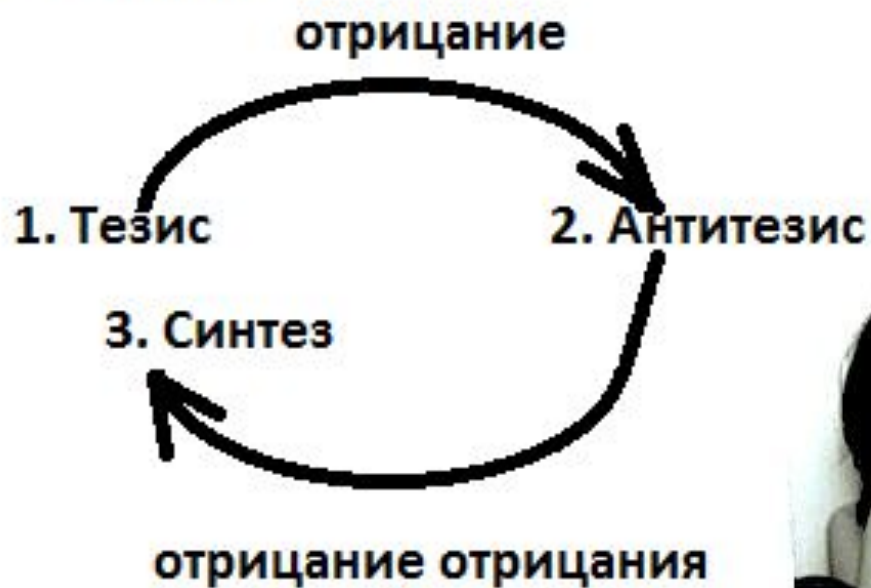 отрицание
1. Тезис
2. Антитезис
3. Синтез
отрицание отрицания